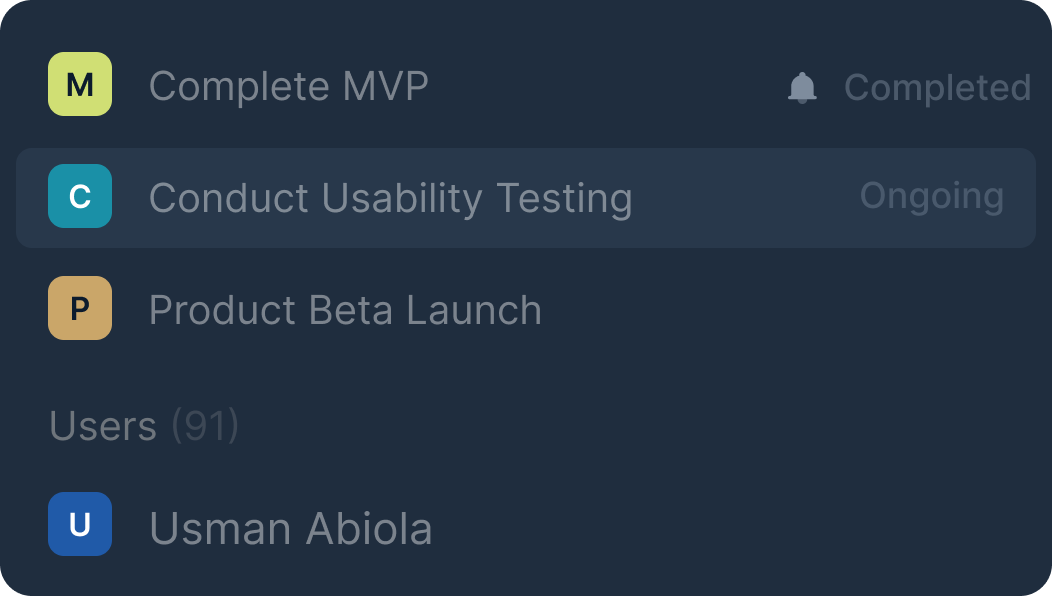 M Complete MVP Completed
C Conduct Usability Testing Ongoing
P Product Beta Launch
Users (91)
U Usman Abiola